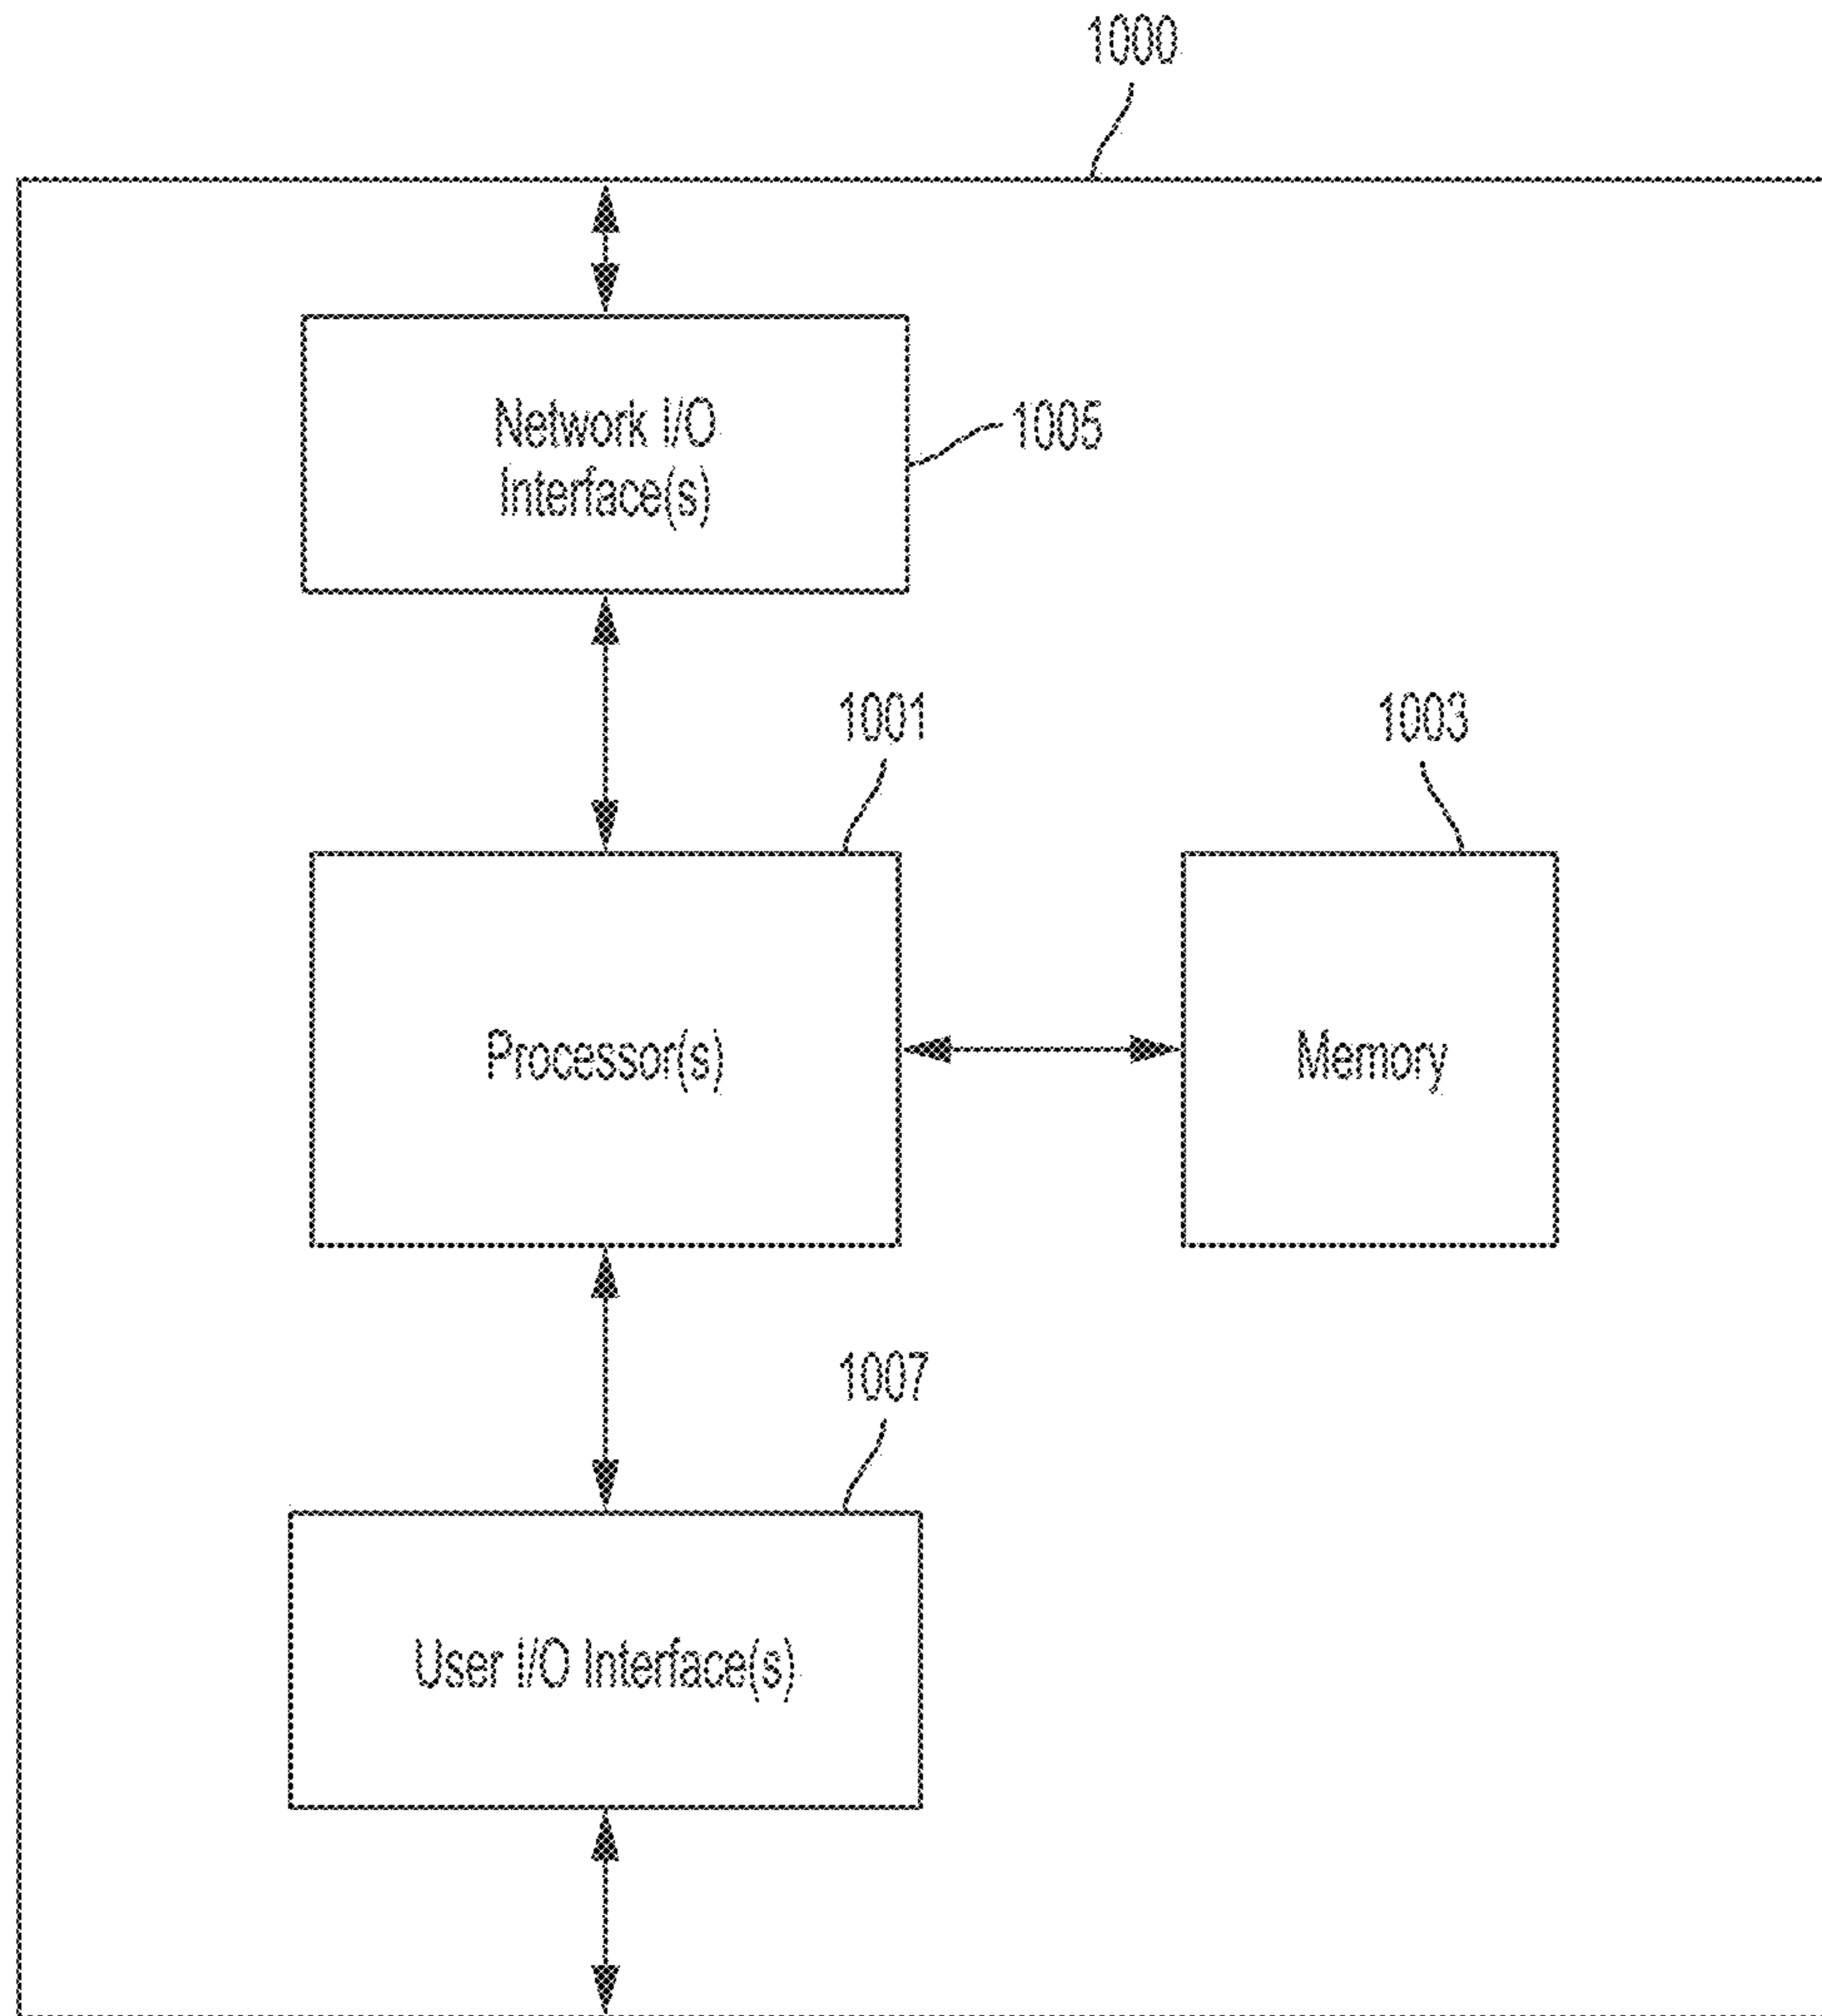 1000
Network I/O
Interface(s)
1005
1001
1003
Processor(s)
Memory
1007
User I/O Interface(s)